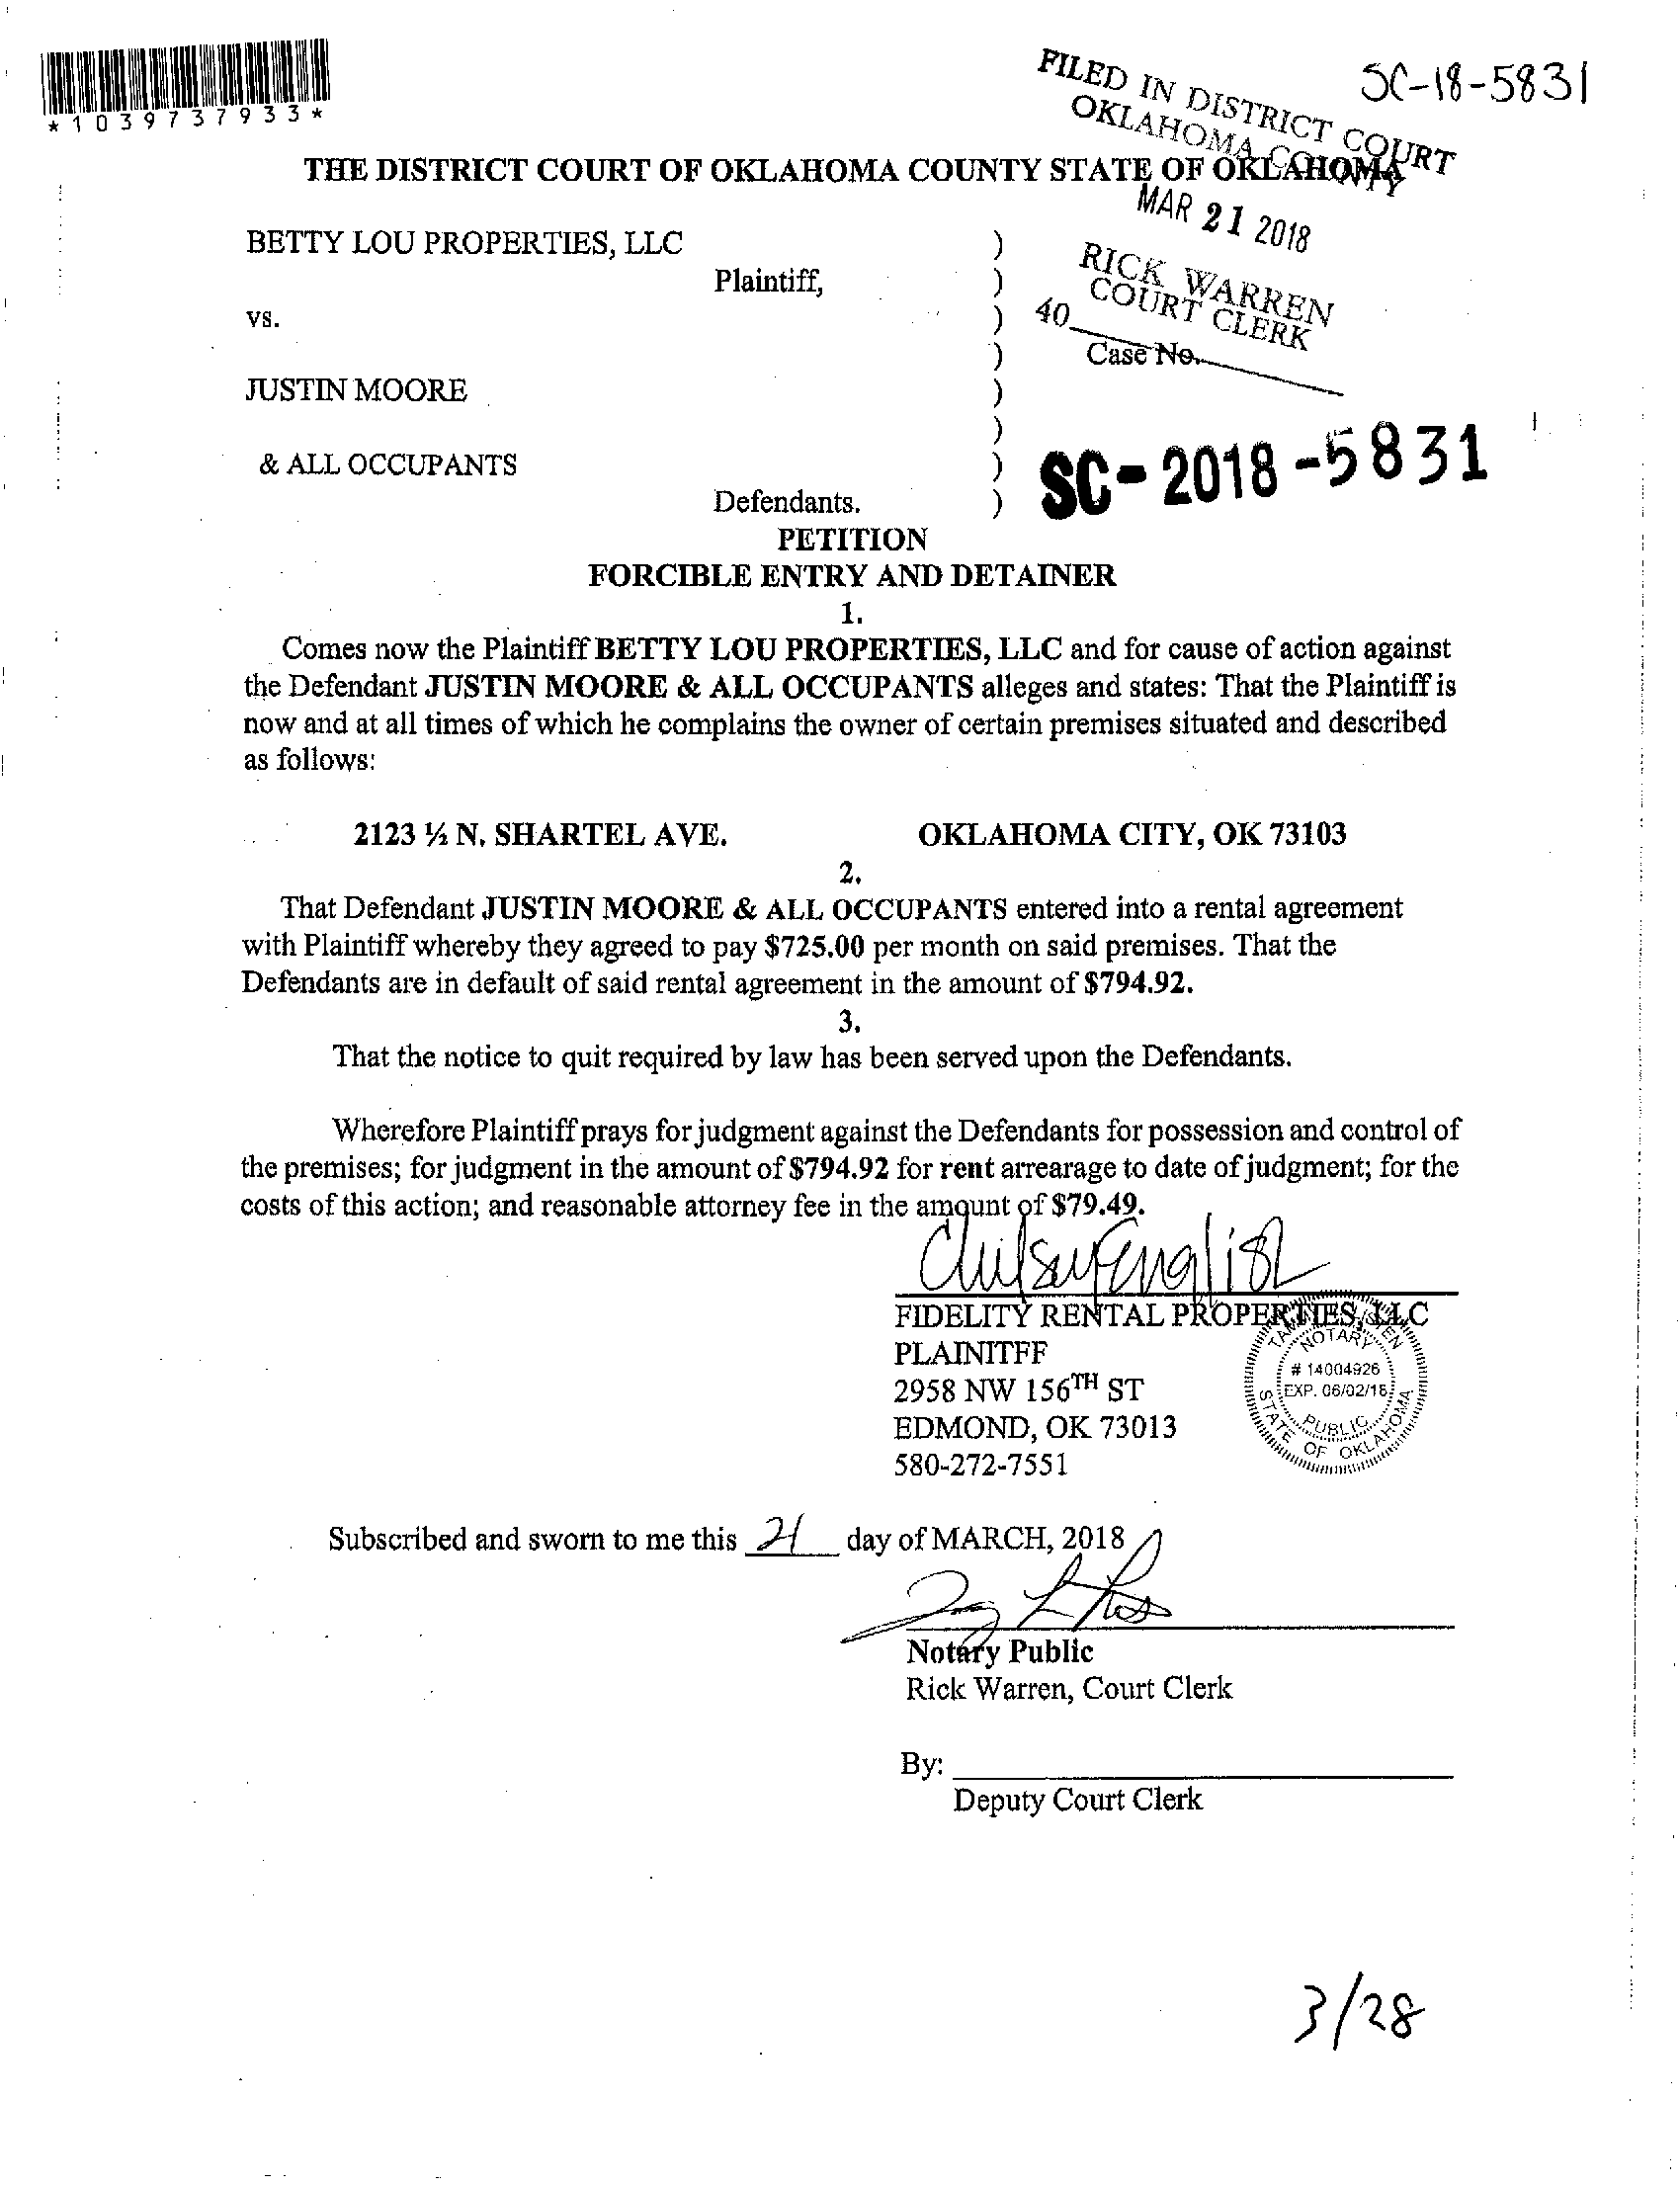 *1039737933*
SC-18-5831
FILED IN DISTRICT COURT
OKLAHOMA COUNTY
THE DISTRICT COURT OF OKLAHOMA COUNTY STATE OF OKLAHOMA
MAR 21 2018
RICK WARREN
COURT CLERK
40
BETTY LOU PROPERTIES, LLC )
Plaintiff, )
vs. )
) Case No.
JUSTIN MOORE )
)
& ALL OCCUPANTS )
SC-2018-5831
Defendants. )
PETITION
FORCIBLE ENTRY AND DETAINER
1.
Comes now the Plaintiff BETTY LOU PROPERTIES, LLC and for cause of action against
the Defendant JUSTIN MOORE & ALL OCCUPANTS alleges and states: That the Plaintiff is
now and at all times of which he complains the owner of certain premises situated and described
as follows:
2123 ½ N. SHARTEL AVE. OKLAHOMA CITY, OK 73103
2.
That Defendant JUSTIN MOORE & ALL OCCUPANTS entered into a rental agreement
with Plaintiff whereby they agreed to pay $725.00 per month on said premises. That the
Defendants are in default of said rental agreement in the amount of $794.92.
3.
That the notice to quit required by law has been served upon the Defendants.
Wherefore Plaintiff prays for judgment against the Defendants for possession and control of
the premises; for judgment in the amount of $794.92 for rent arrearage to date of judgment; for the
costs of this action; and reasonable attorney fee in the amount of $79.49.
English
FIDELITY RENTAL PROPERTIES, LLC
PLAINITFF
2958 NW 156TH ST
EDMOND, OK 73013
580-272-7551
NOTARY
# 14004926
EXP. 06/02/18
PUBLIC
STATE OF OKLAHOMA
Subscribed and sworn to me this 21 day of MARCH, 2018
Notary Public
Rick Warren, Court Clerk
By:
Deputy Court Clerk
3/28